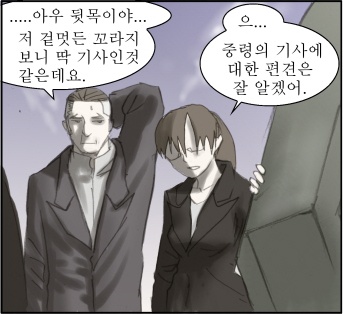 .....아우 뒷목이야...
저 겉멋든 꼬라지
보니 딱 기사인것
같은데요.
으...
중령의 기사에
대한 편견은
잘 알겠어.